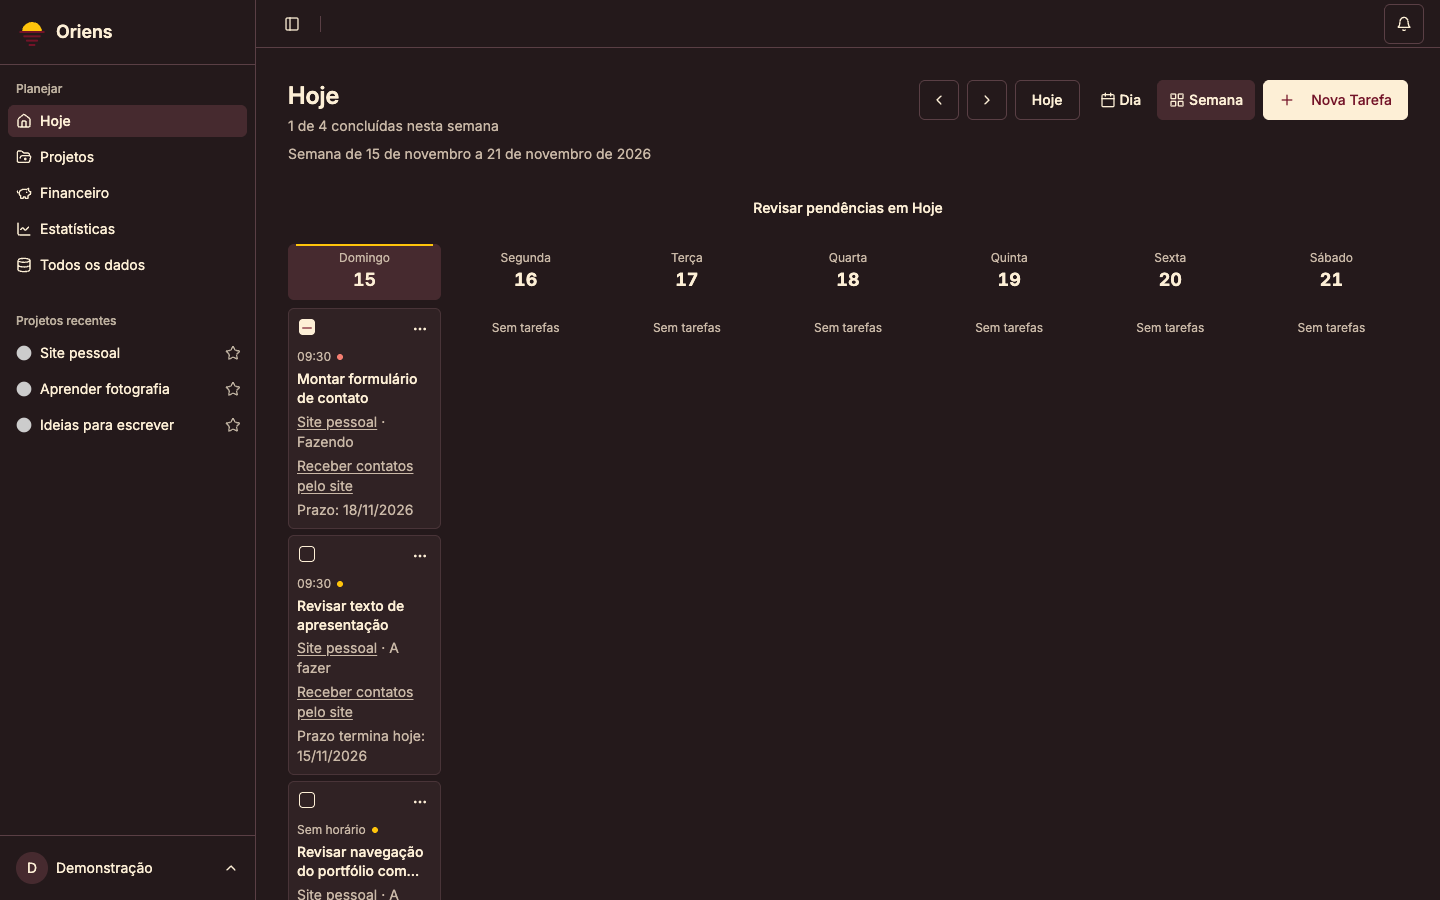 Oriens
Planejar
Hoje
Projetos
Financeiro
Estatísticas
Todos os dados
Projetos recentes
Site pessoal
Aprender fotografia
Ideias para escrever
D Demonstração
Hoje
1 de 4 concluídas nesta semana
Semana de 15 de novembro a 21 de novembro de 2026
Hoje Dia Semana Nova Tarefa
Revisar pendências em Hoje
Domingo Segunda Terça Quarta Quinta Sexta Sábado
15 16 17 18 19 20 21
Sem tarefas Sem tarefas Sem tarefas Sem tarefas Sem tarefas Sem tarefas
09:30
Montar formulário
de contato
Site pessoal ·
Fazendo
Receber contatos
pelo site
Prazo: 18/11/2026
09:30
Revisar texto de
apresentação
Site pessoal · A
fazer
Receber contatos
pelo site
Prazo termina hoje:
15/11/2026
Sem horário
Revisar navegação
do portfólio com...
Site pessoal · A